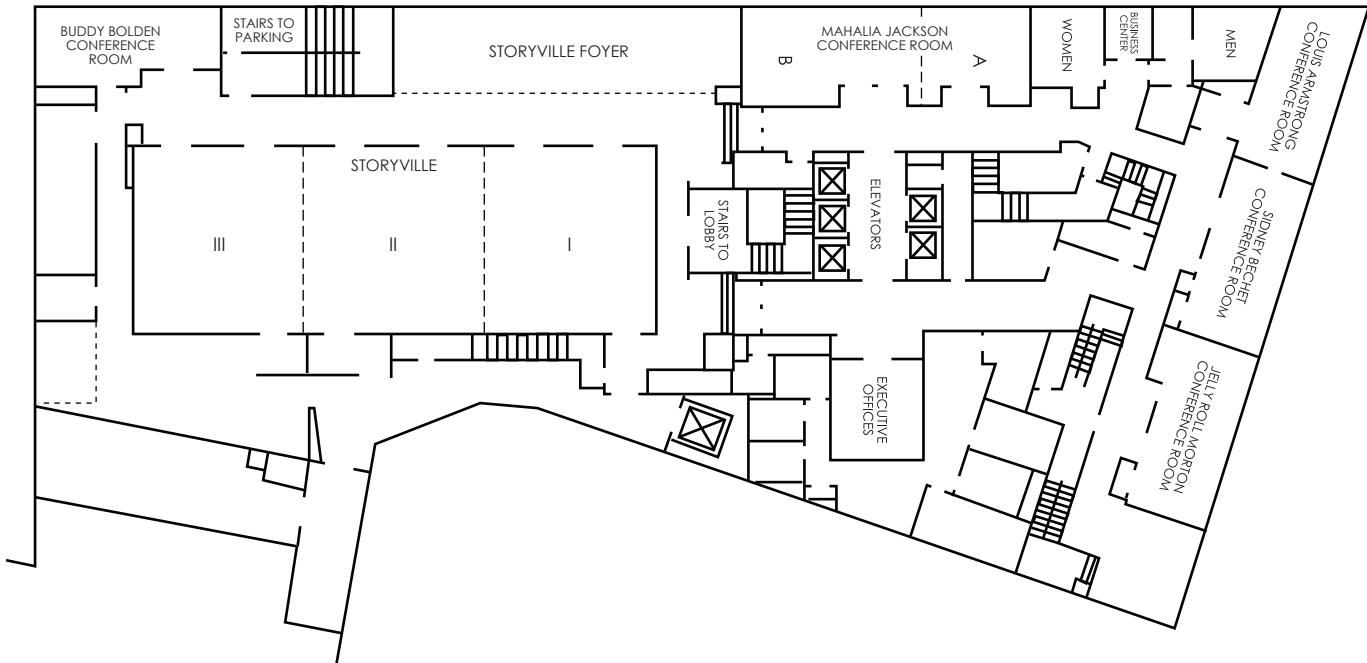 BUDDY BOLDEN
CONFERENCE
ROOM
STAIRS TO
PARKING
STORYVILLE FOYER
MAHALIA JACKSON
CONFERENCE ROOM
B
A
WOMEN
BUSINESS
CENTER
MEN
LOUIS ARMSTRONG
CONFERENCE ROOM
STORYVILLE
III
II
I
STAIRS TO
LOBBY
ELEVATORS
SIDNEY BECHET
CONFERENCE ROOM
EXECUTIVE
OFFICES
JELLY ROLL MORTON
CONFERENCE ROOM